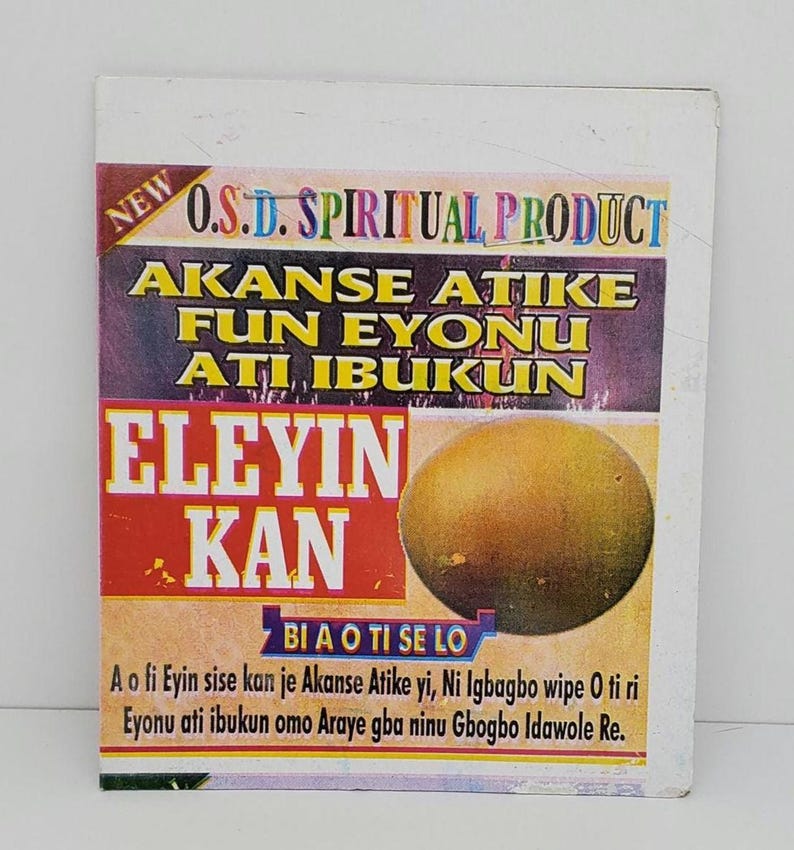 NEW
O.S.D. SPIRITUAL PRODUCT
AKANSE ATIKE
FUN EYONU
ATI IBUKUN
ELEYIN
KAN
BI A O TI SE LO
A o fi Eyin sise kan je Akanse Atike yi, Ni Igbagbo wipe O ti ri
Eyonu ati ibukun omo Araye gba ninu Gbogbo Idawole Re.